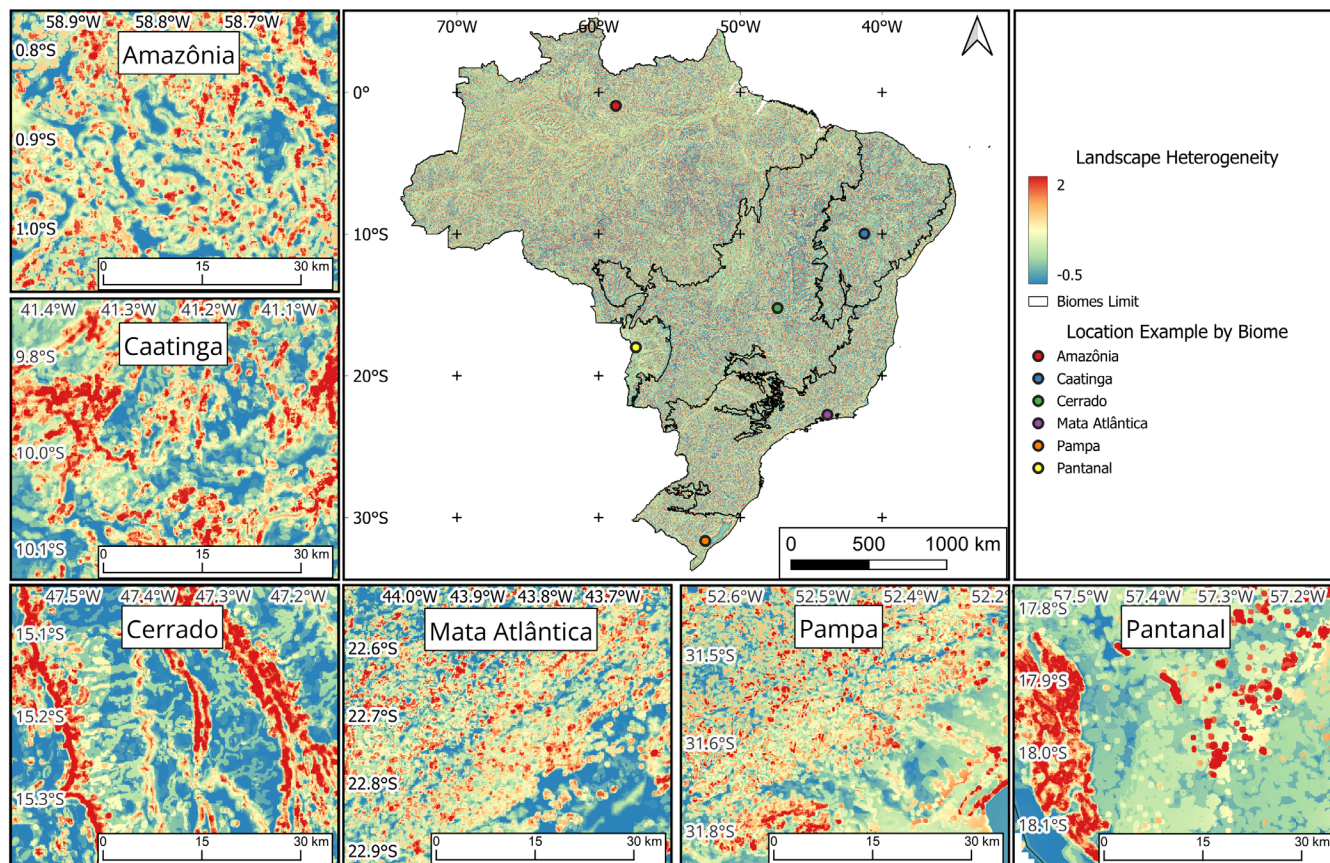 58.9°W 58.8°W 58.7°W
Amazônia
0.8°S
0.9°S
1.0°S
0 15 30 km
41.4°W 41.3°W 41.2°W 41.1°W
Caatinga
9.8°S
10.0°S
10.1°S
0 15 30 km
70°W 60°W 50°W 40°W
0°
10°S
20°S
30°S
0 500 1000 km
Landscape Heterogeneity
2
-0.5
Biomes Limit
Location Example by Biome
Amazônia
Caatinga
Cerrado
Mata Atlântica
Pampa
Pantanal
47.5°W 47.4°W 47.3°W 47.2°W
Cerrado
15.1°S
15.2°S
15.3°S
0 15 30 km
44.0°W 43.9°W 43.8°W 43.7°W
Mata Atlântica
22.6°S
22.7°S
22.8°S
22.9°S
0 15 30 km
52.6°W 52.5°W 52.4°W 52.29
Pampa
31.5°S
31.6°S
31.8°S
0 15 30 km
57.5°W 57.4°W 57.3°W 57.2°W
Pantanal
17.8°S
17.9°S
18.0°S
18.1°S
0 15 30 km